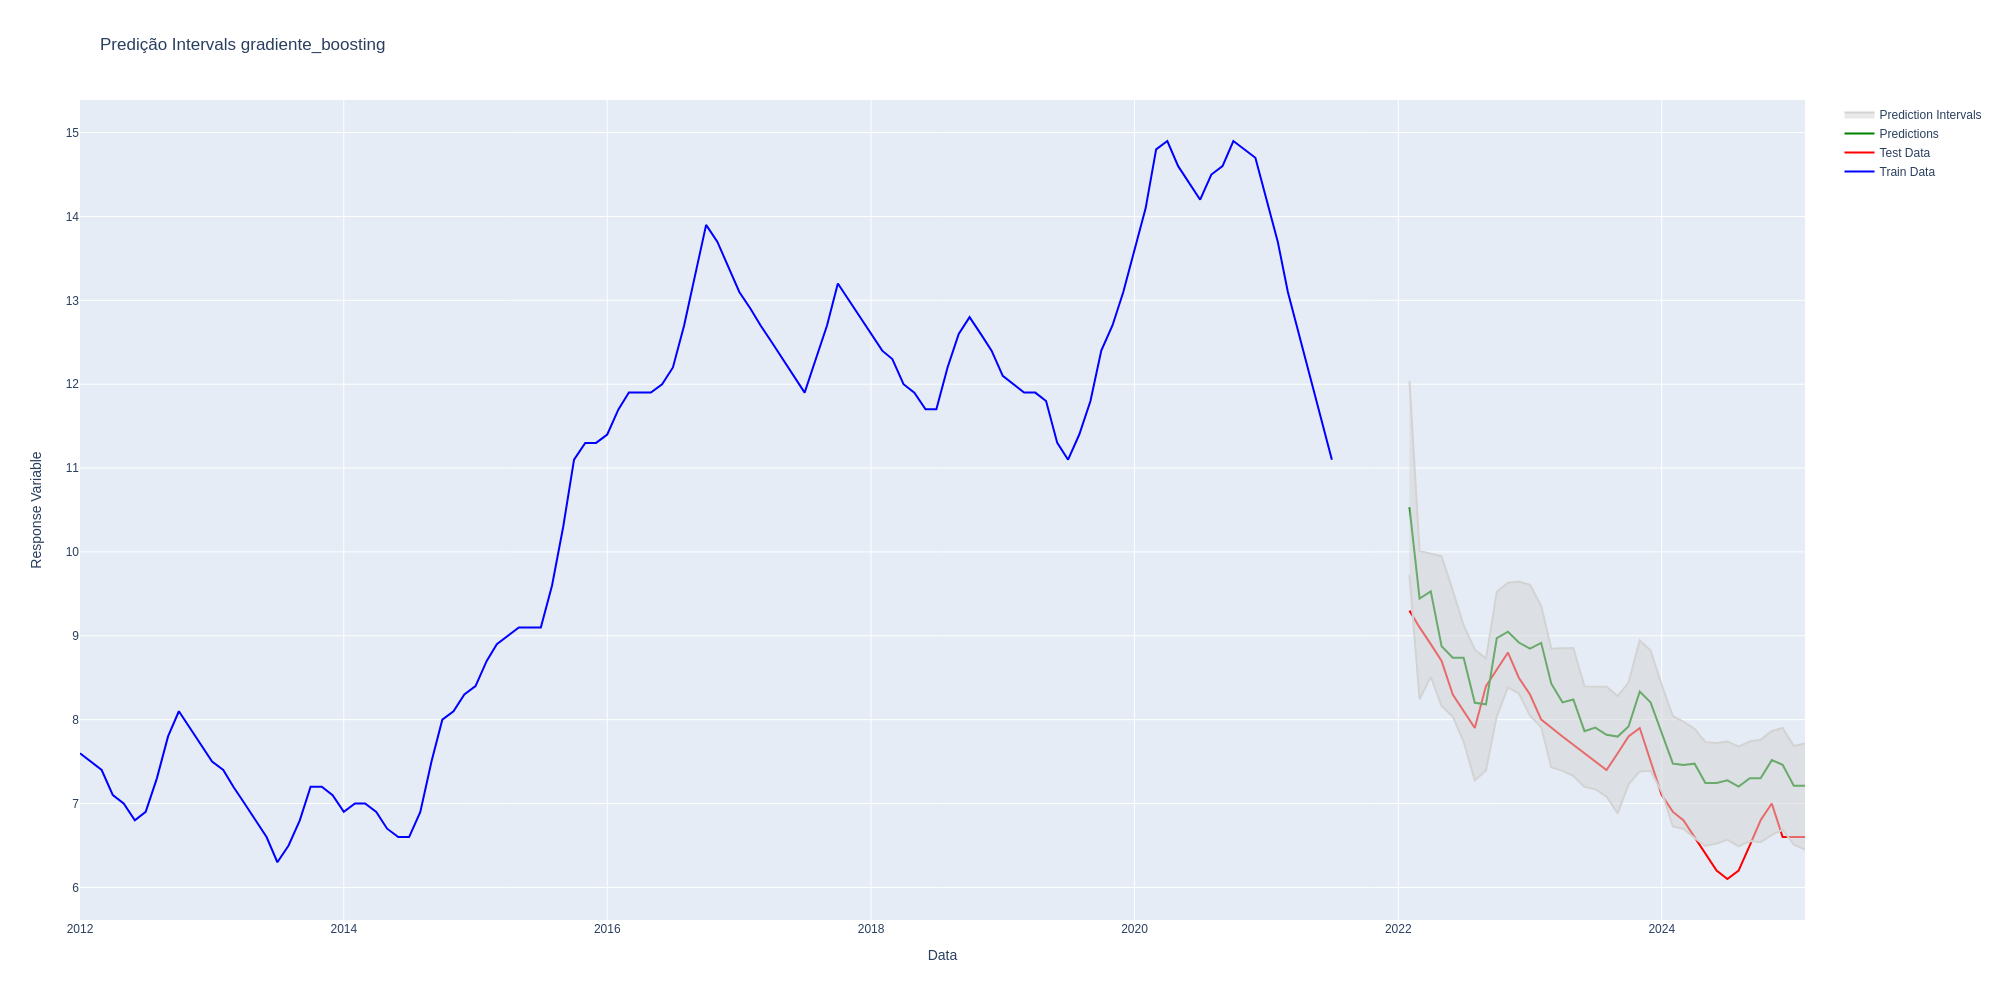 Predição Intervals gradiente_boosting
Prediction Intervals
Predictions
Test Data
Train Data
15
14
13
12
11
10
9
8
7
6
Response Variable
2012
2014
2016
2018
2020
2022
2024
Data